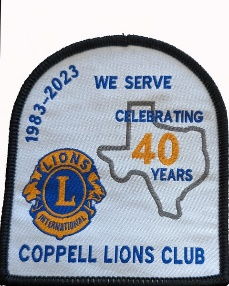 1983-2023
WE SERVE
CELEBRATING
40
YEARS
LIONS
L
INTERNATIONAL
COPPELL LIONS CLUB